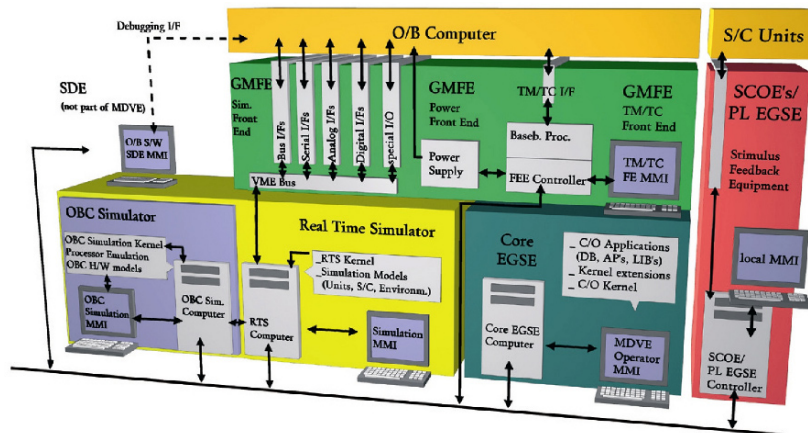 Debugging I/F
O/B Computer
S/C Units
SDE
(not part of MDVE)
O/B S/W
SDE MMI
GMFE
Sim.
Front
End
Bus I/Fs
Serial I/Fs
Analog I/Fs
Digital I/Fs
special I/O
VME Bus
GMFE
Power
Front End
Power
Supply
TM/TC I/F
Baseb. Proc.
FEE Controller
GMFE
TM/TC
Front End
TM/TC
FE MMI
SCOE's/
PL EGSE
Stimulus
Feedback
Equipment
local MMI
SCOE/
PL EGSE
Controller
OBC Simulator
OBC Simulation Kernel
Processor Emulation
OBC H/W models
OBC
Simulation
MMI
OBC Sim.
Computer
Real Time Simulator
_RTS Kernel
_Simulation Models
(Units, S/C, Environm.)
RTS
Computer
Simulation
MMI
Core
EGSE
_ C/O Applications
(DB, AP's, LIB's)
_ Kernel extensions
_ C/O Kernel
Core EGSE
Computer
MDVE
Operator
MMI